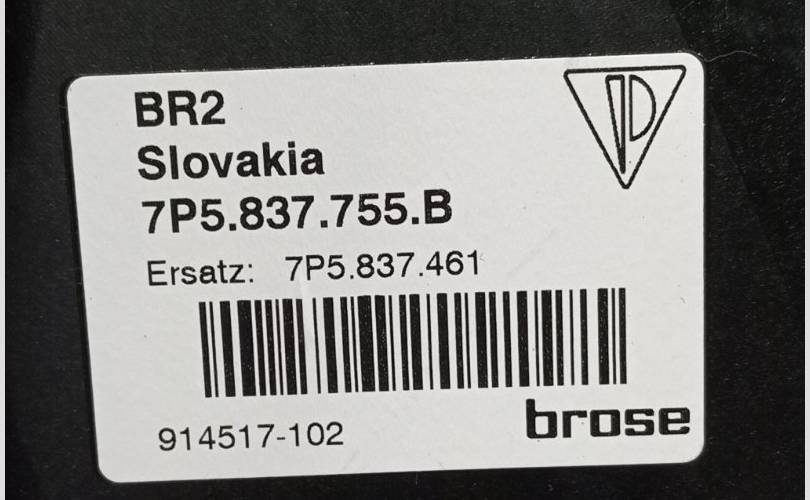 BR2
Slovakia
7P5.837.755.B
Ersatz: 7P5.837.461
914517-102
brose